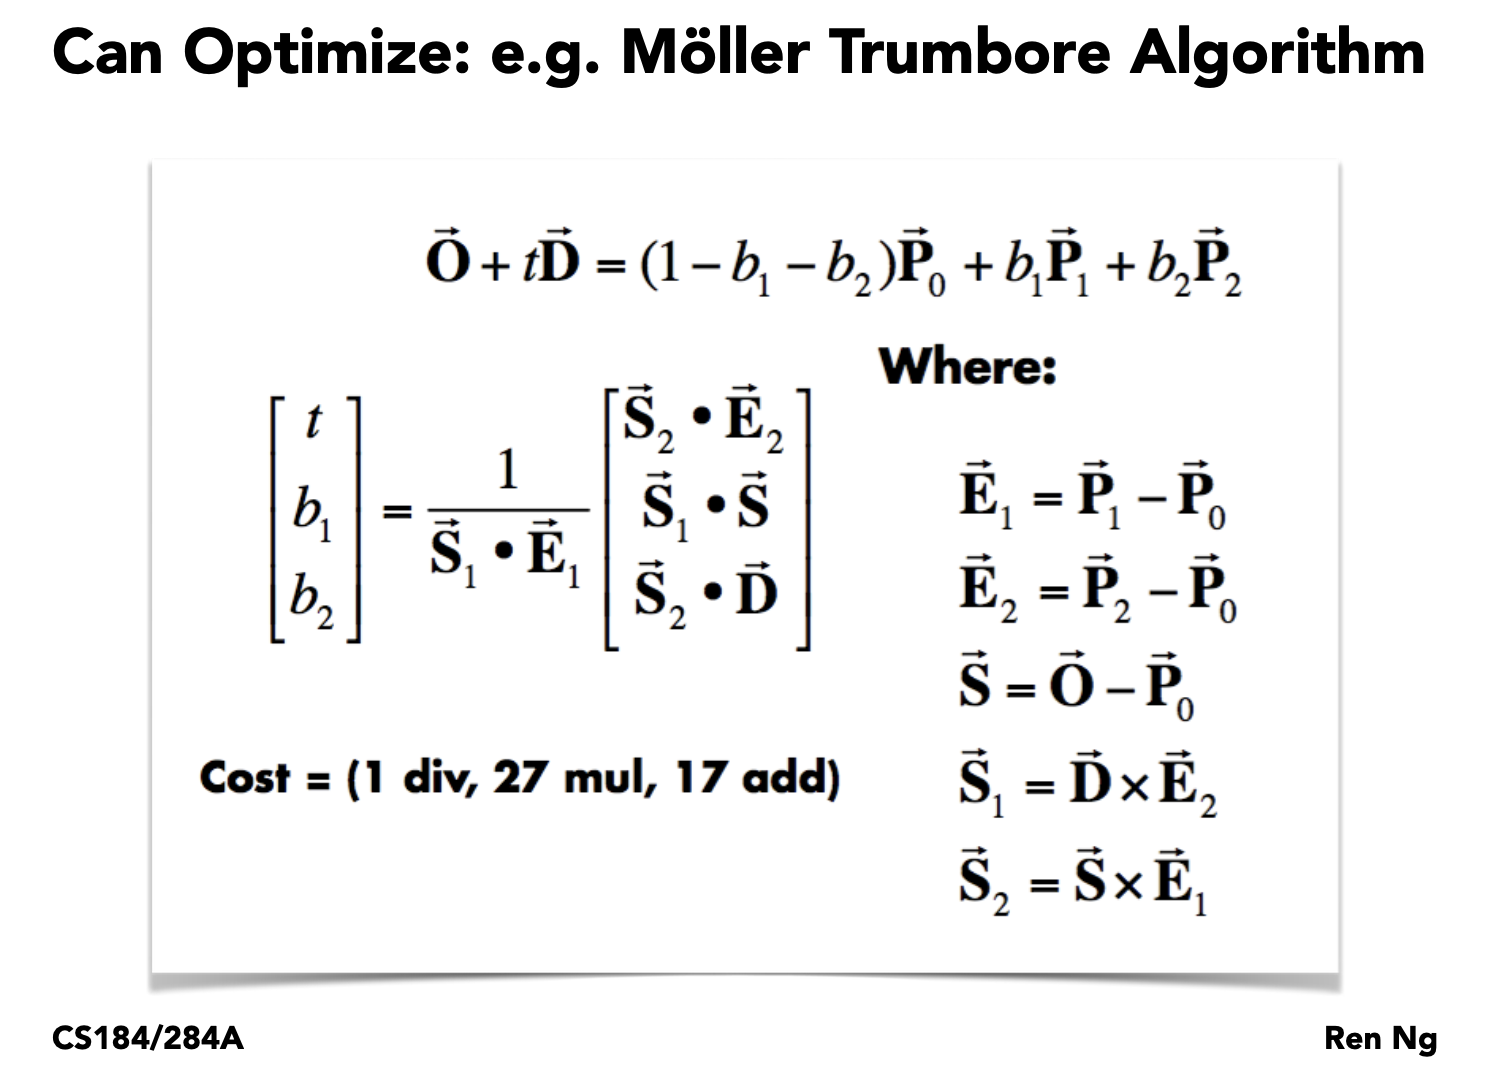 Can Optimize: e.g. Möller Trumbore Algorithm
$\vec{\mathbf{O}} + t\vec{\mathbf{D}} = (1 - b_1 - b_2)\vec{\mathbf{P}}_0 + b_1\vec{\mathbf{P}}_1 + b_2\vec{\mathbf{P}}_2$
$\begin{bmatrix} t \\ b_1 \\ b_2 \end{bmatrix} = \frac{1}{\vec{\mathbf{S}}_1 \bullet \vec{\mathbf{E}}_1} \begin{bmatrix} \vec{\mathbf{S}}_2 \bullet \vec{\mathbf{E}}_2 \\ \vec{\mathbf{S}}_1 \bullet \vec{\mathbf{S}} \\ \vec{\mathbf{S}}_2 \bullet \vec{\mathbf{D}} \end{bmatrix}$
Cost = (1 div, 27 mul, 17 add)
Where:
$\vec{\mathbf{E}}_1 = \vec{\mathbf{P}}_1 - \vec{\mathbf{P}}_0$
$\vec{\mathbf{E}}_2 = \vec{\mathbf{P}}_2 - \vec{\mathbf{P}}_0$
$\vec{\mathbf{S}} = \vec{\mathbf{O}} - \vec{\mathbf{P}}_0$
$\vec{\mathbf{S}}_1 = \vec{\mathbf{D}} \times \vec{\mathbf{E}}_2$
$\vec{\mathbf{S}}_2 = \vec{\mathbf{S}} \times \vec{\mathbf{E}}_1$
CS184/284A
Ren Ng